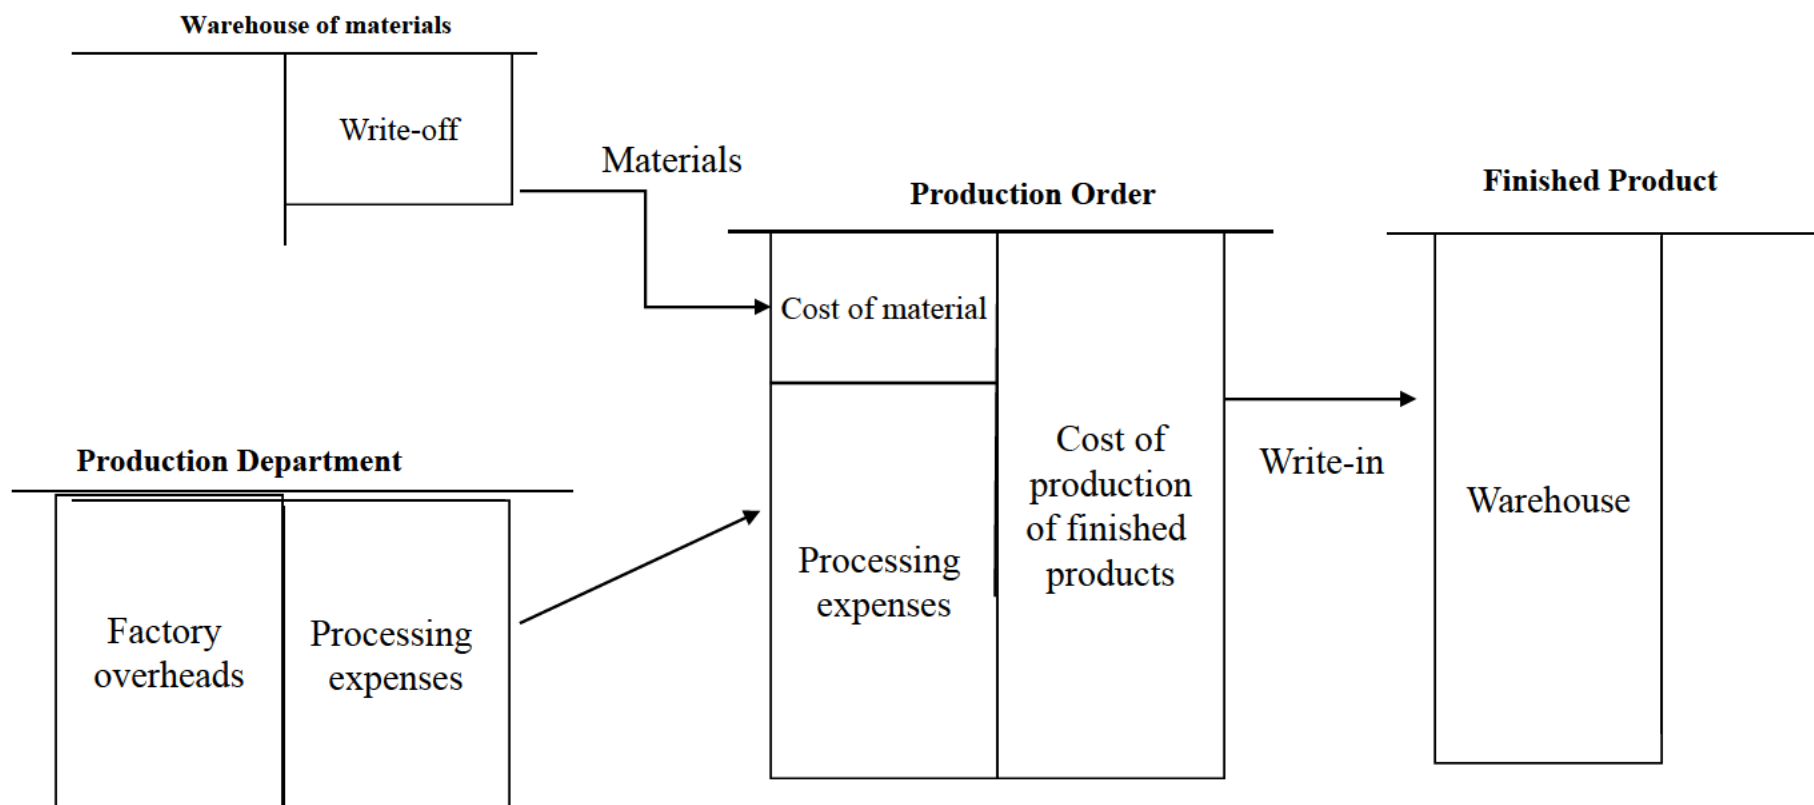 Warehouse of materials
Write-off
Materials
Production Order
Finished Product
Cost of material
Production Department
Cost of
production
of finished
products
Write-in
Warehouse
Processing
expenses
Factory
overheads
Processing
expenses